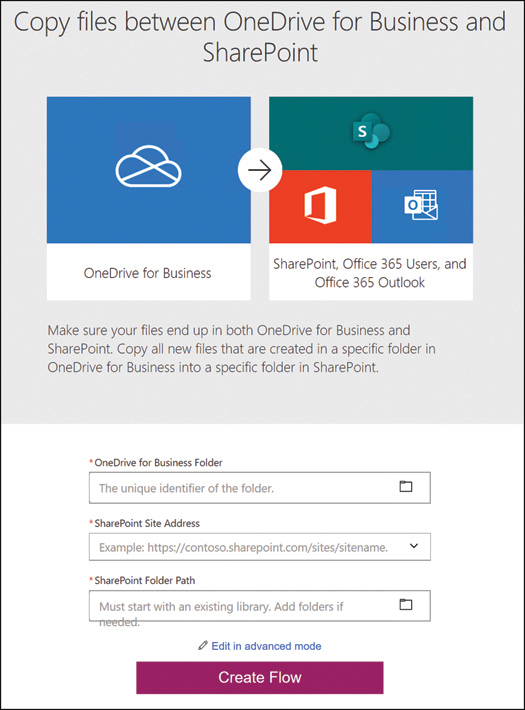 Copy files between OneDrive for Business and
SharePoint
S
O
OneDrive for Business
SharePoint, Office 365 Users, and
Office 365 Outlook
Make sure your files end up in both OneDrive for Business and
SharePoint. Copy all new files that are created in a specific folder in
OneDrive for Business into a specific folder in SharePoint.
*OneDrive for Business Folder
The unique identifier of the folder.
*SharePoint Site Address
Example: https://contoso.sharepoint.com/sites/sitename.
*SharePoint Folder Path
Must start with an existing library. Add folders if
needed.
Edit in advanced mode
Create Flow